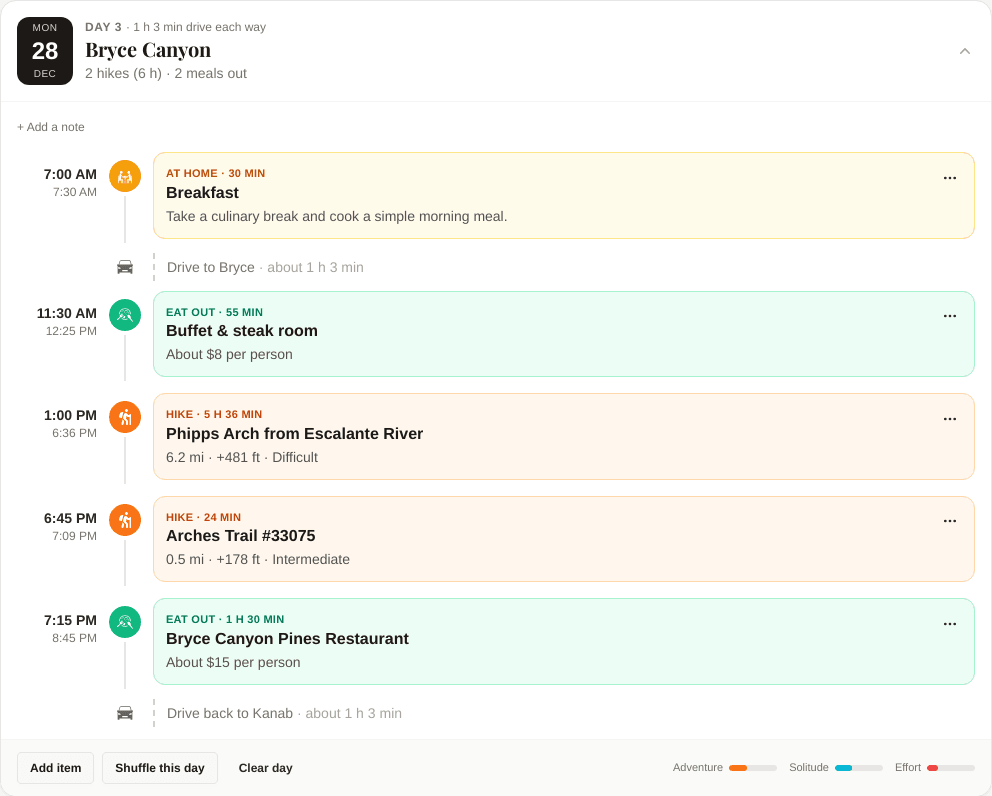 MON
28
DEC
DAY 3 · 1 h 3 min drive each way
Bryce Canyon
2 hikes (6 h) · 2 meals out
+ Add a note
7:00 AM
7:30 AM
AT HOME · 30 MIN
Breakfast
Take a culinary break and cook a simple morning meal.
Drive to Bryce · about 1 h 3 min
11:30 AM
12:25 PM
EAT OUT · 55 MIN
Buffet & steak room
About $8 per person
1:00 PM
6:36 PM
HIKE · 5 H 36 MIN
Phipps Arch from Escalante River
6.2 mi · +481 ft · Difficult
6:45 PM
7:09 PM
HIKE · 24 MIN
Arches Trail #33075
0.5 mi · +178 ft · Intermediate
7:15 PM
8:45 PM
EAT OUT · 1 H 30 MIN
Bryce Canyon Pines Restaurant
About $15 per person
Drive back to Kanab · about 1 h 3 min
Add item
Shuffle this day
Clear day
Adventure
Solitude
Effort